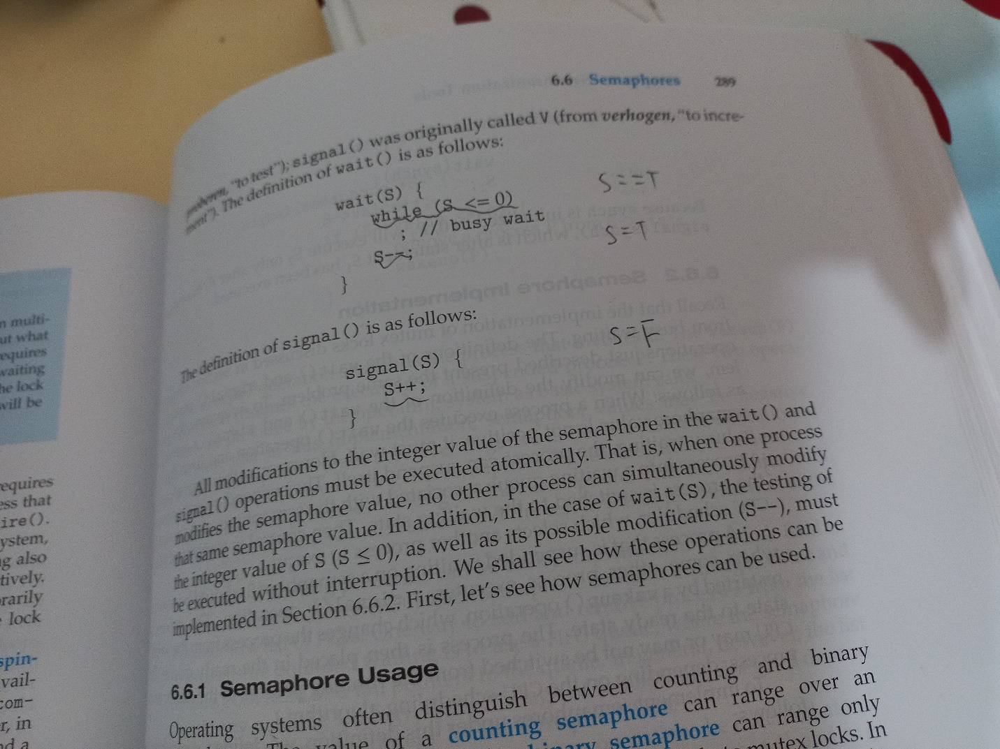 6.6 Semaphores 289
proberen, "to test"); signal() was originally called V (from verhogen, "to incre-
ment"). The definition of wait() is as follows:
wait(S) {
while (S <= 0)
; // busy wait
S--;
}
S==T
S=T
The definition of signal() is as follows:
signal(S) {
S++;
}
S=F
All modifications to the integer value of the semaphore in the wait() and
signal() operations must be executed atomically. That is, when one process
modifies the semaphore value, no other process can simultaneously modify
that same semaphore value. In addition, in the case of wait(S), the testing of
the integer value of S (S ≤ 0), as well as its possible modification (S--), must
be executed without interruption. We shall see how these operations can be
implemented in Section 6.6.2. First, let's see how semaphores can be used.
6.6.1 Semaphore Usage
Operating systems often distinguish between counting and binary
The value of a counting semaphore can range over an
binary semaphore can range only
mutex locks. In
n multi-
ut what
equires
waiting
he lock
will be
requires
ess that
ire().
ystem,
g also
tively.
rarily
lock
spin-
vail-
com-
r, in
nd a